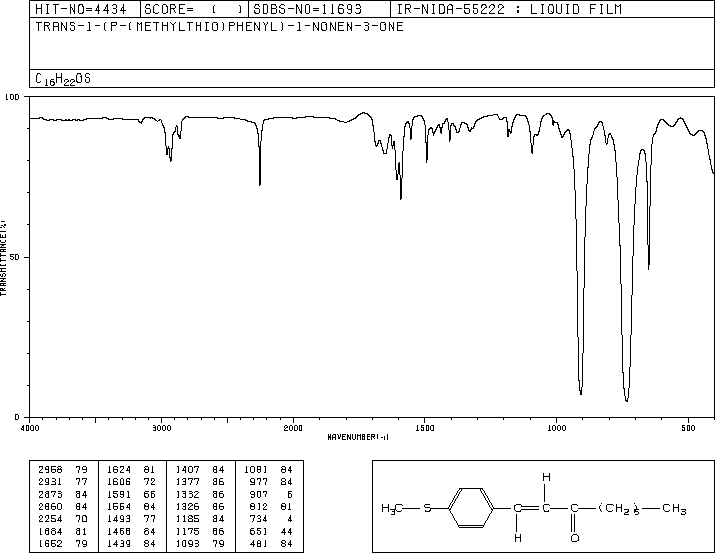 HIT-NO=4434 SCORE= ( ) SDBS-NO=11693 IR-NIDA-55222 : LIQUID FILM
TRANS-1-(P-(METHYLTHIO)PHENYL)-1-NONEN-3-ONE
C16H22OS
100
TRANSMITTANCE(%)
50
0
4000 3000 2000 1500 1000 500
WAVENUMBER(-1)
2958 79 1624 81 1407 84 1081 84
2931 77 1606 72 1377 86 977 84
2873 84 1591 66 1332 86 907 6
2860 84 1554 84 1326 86 812 81
2254 70 1493 77 1185 84 734 4
1684 81 1468 84 1175 86 651 44
1652 79 1439 84 1093 79 481 84
H
H3C S C C C (CH2)5 CH3
H O